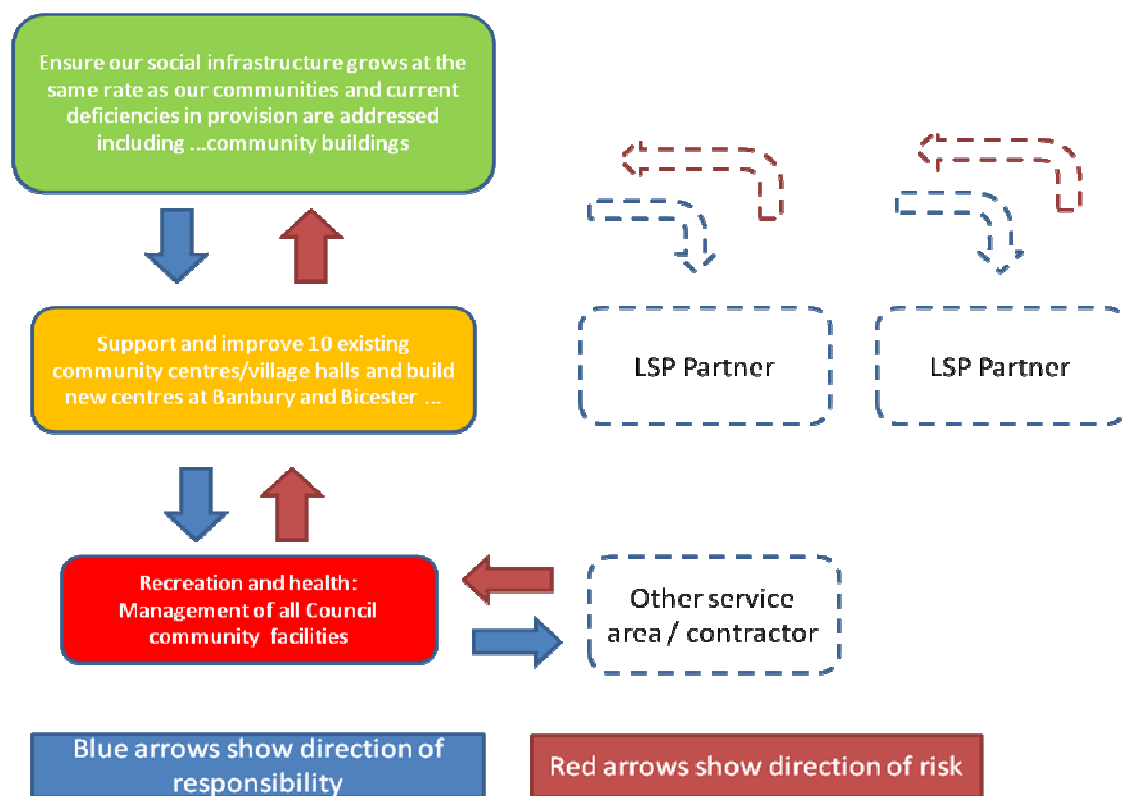 Ensure our social infrastructure grows at the
same rate as our communities and current
deficiencies in provision are addressed
including ...community buildings
Support and improve 10 existing
community centres/village halls and build
new centres at Banbury and Bicester ...
LSP Partner
LSP Partner
Recreation and health:
Management of all Council
community facilities
Other service
area / contractor
Blue arrows show direction of
responsibility
Red arrows show direction of risk